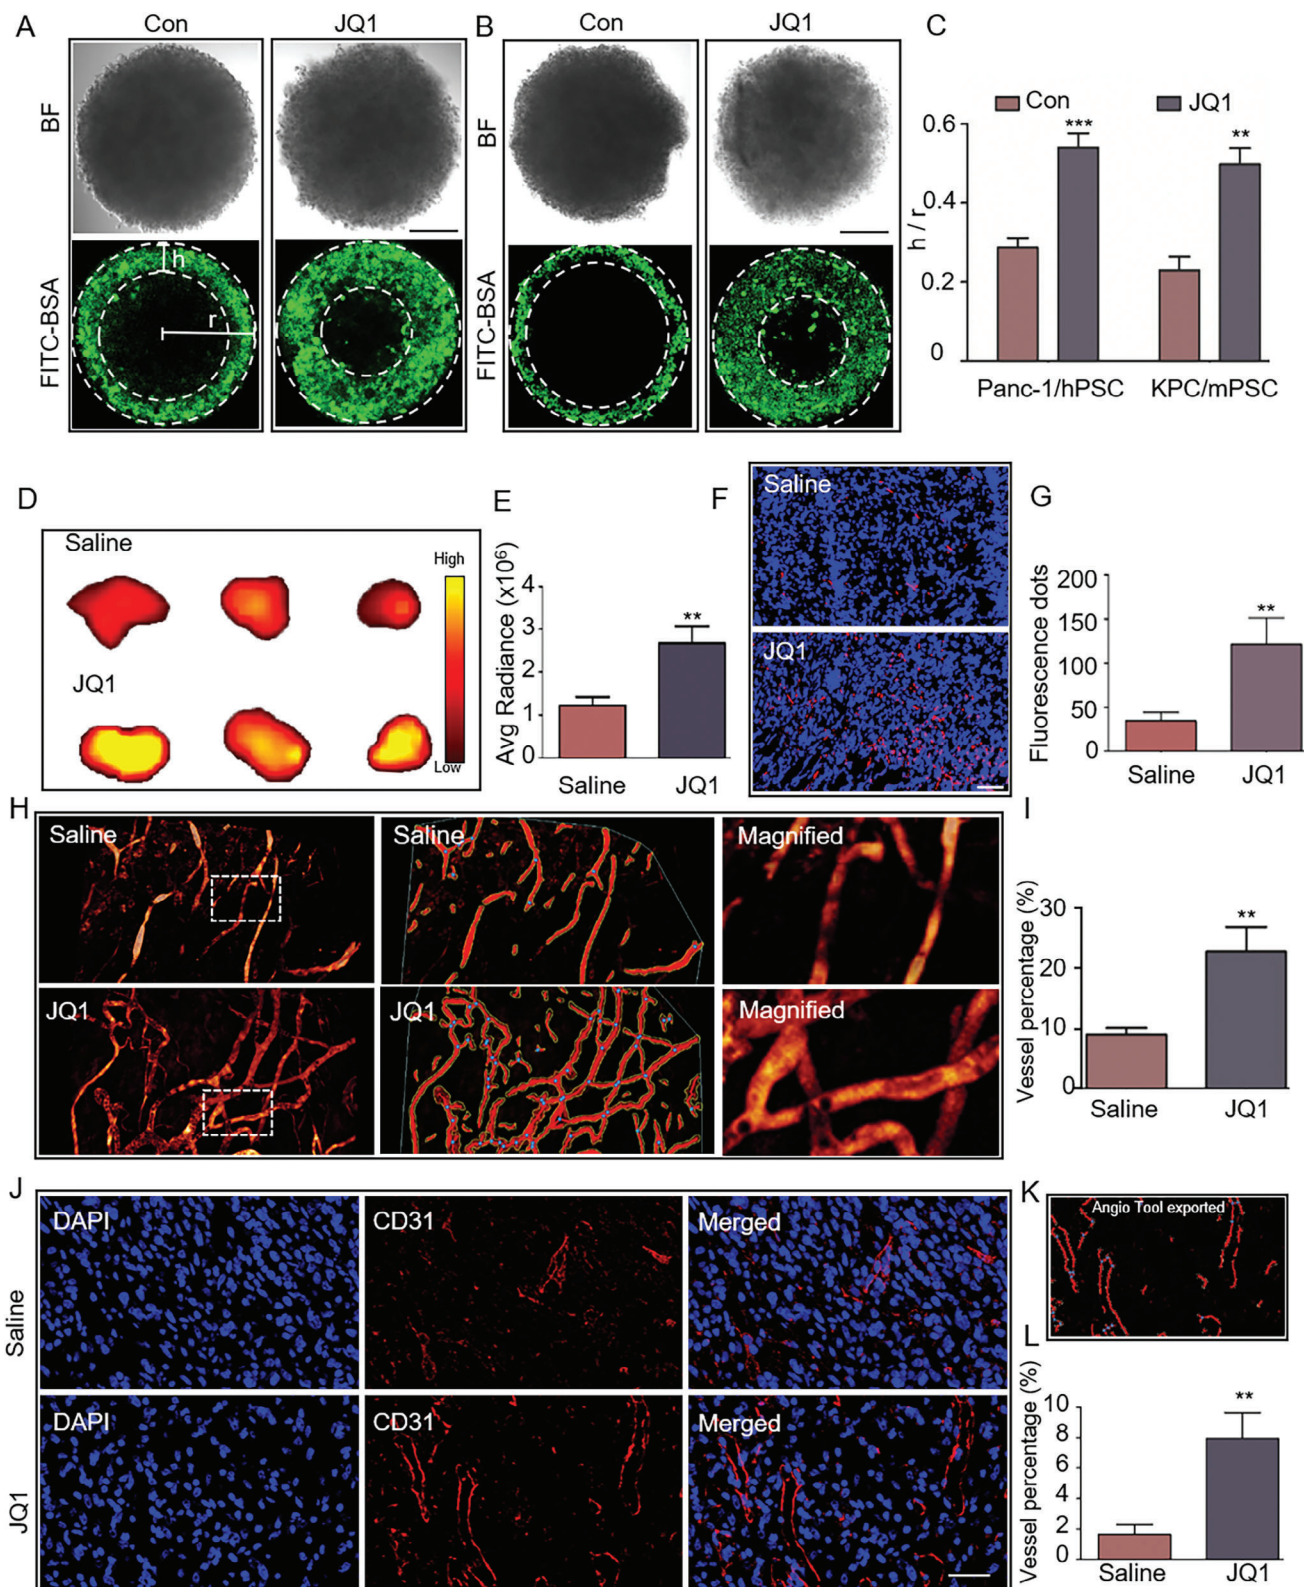 A
Con
JQ1
BF
FITC-BSA
h
r
B
Con
JQ1
BF
FITC-BSA
C
Con
JQ1
h / r
0.6
0.4
0.2
0
***
**
Panc-1/hPSC
KPC/mPSC
D
Saline
JQ1
High
Low
E
Avg Radiance (x10⁶)
4
3
2
1
0
**
Saline
JQ1
F
Saline
JQ1
G
Fluorescence dots
200
150
100
50
0
**
Saline
JQ1
H
Saline
Saline
Magnified
JQ1
JQ1
Magnified
I
Vessel percentage (%)
30
20
10
0
**
Saline
JQ1
J
Saline
DAPI
CD31
Merged
JQ1
DAPI
CD31
Merged
K
Angio Tool exported
L
Vessel percentage (%)
10
8
6
4
2
0
**
Saline
JQ1